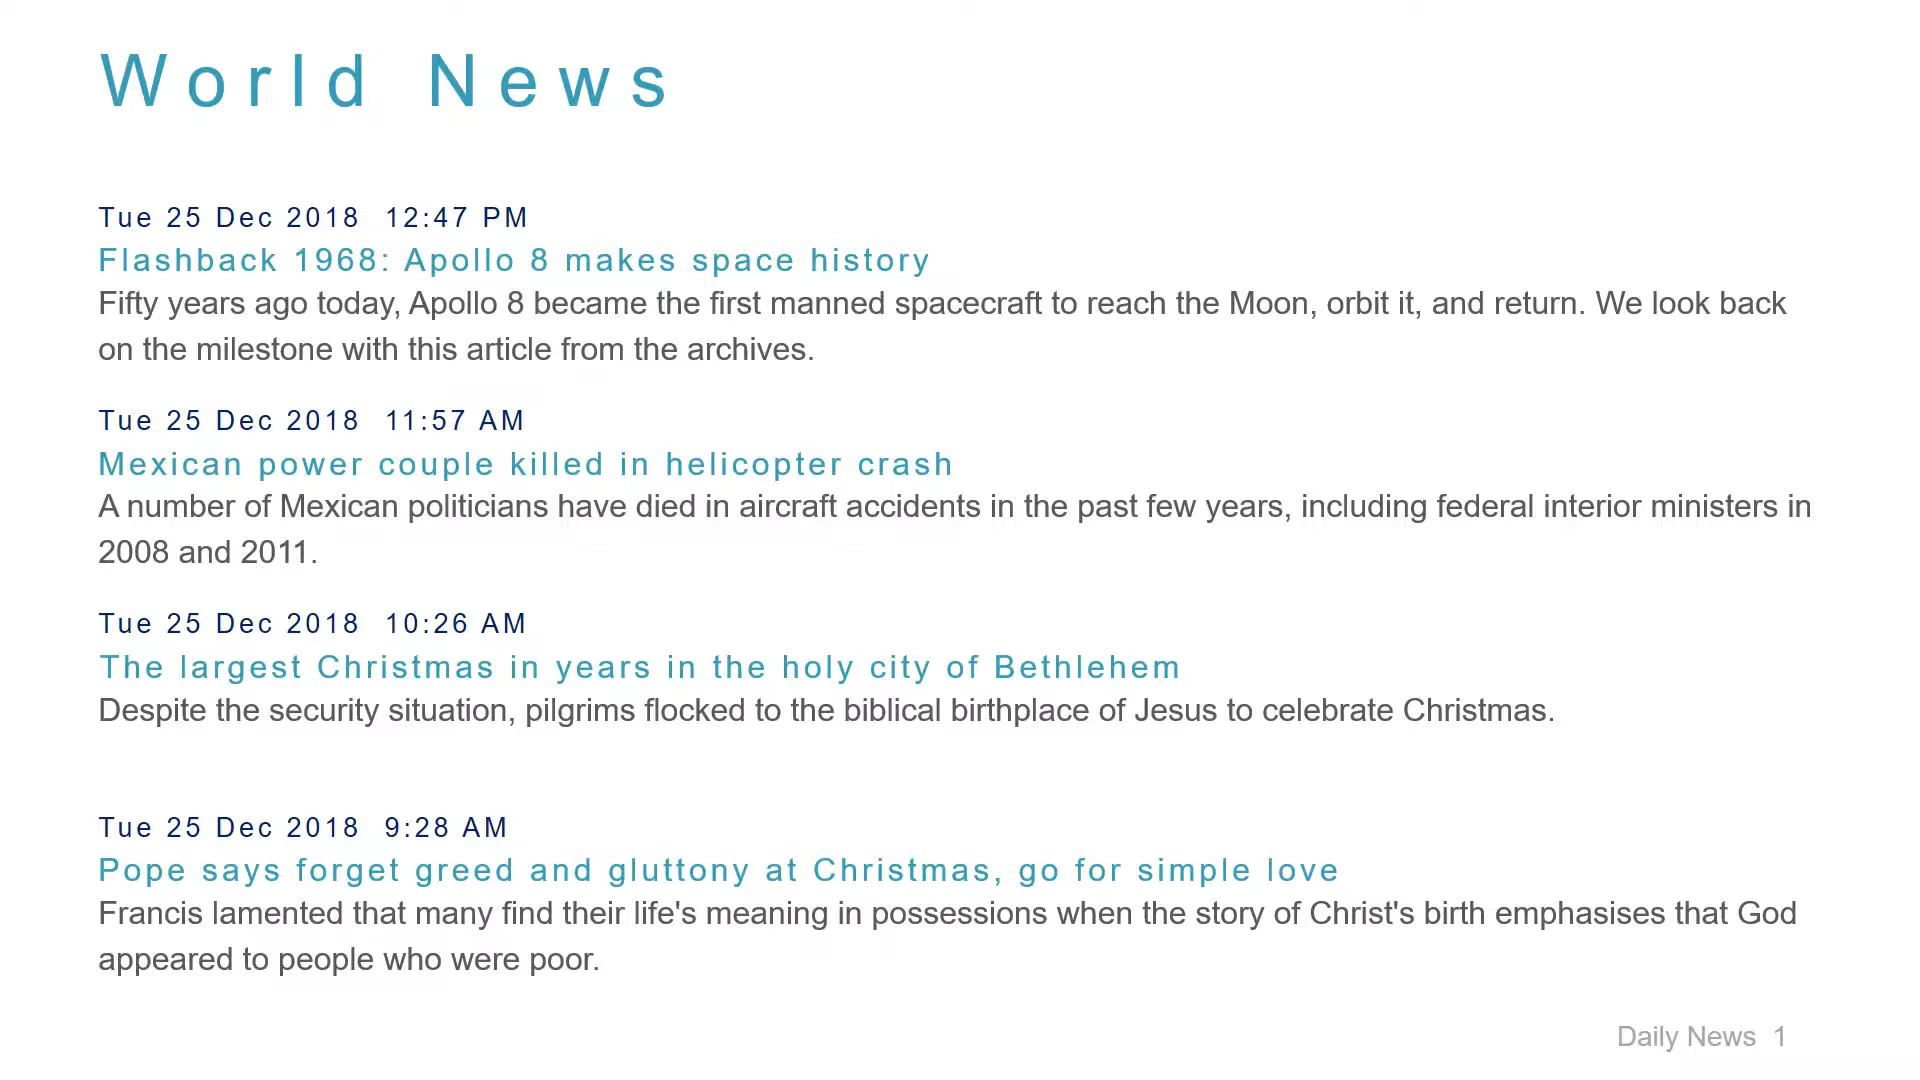 World News
Tue 25 Dec 2018 12:47 PM
Flashback 1968: Apollo 8 makes space history
Fifty years ago today, Apollo 8 became the first manned spacecraft to reach the Moon, orbit it, and return. We look back
on the milestone with this article from the archives.
Tue 25 Dec 2018 11:57 AM
Mexican power couple killed in helicopter crash
A number of Mexican politicians have died in aircraft accidents in the past few years, including federal interior ministers in
2008 and 2011.
Tue 25 Dec 2018 10:26 AM
The largest Christmas in years in the holy city of Bethlehem
Despite the security situation, pilgrims flocked to the biblical birthplace of Jesus to celebrate Christmas.
Tue 25 Dec 2018 9:28 AM
Pope says forget greed and gluttony at Christmas, go for simple love
Francis lamented that many find their life's meaning in possessions when the story of Christ's birth emphasises that God
appeared to people who were poor.
Daily News 1